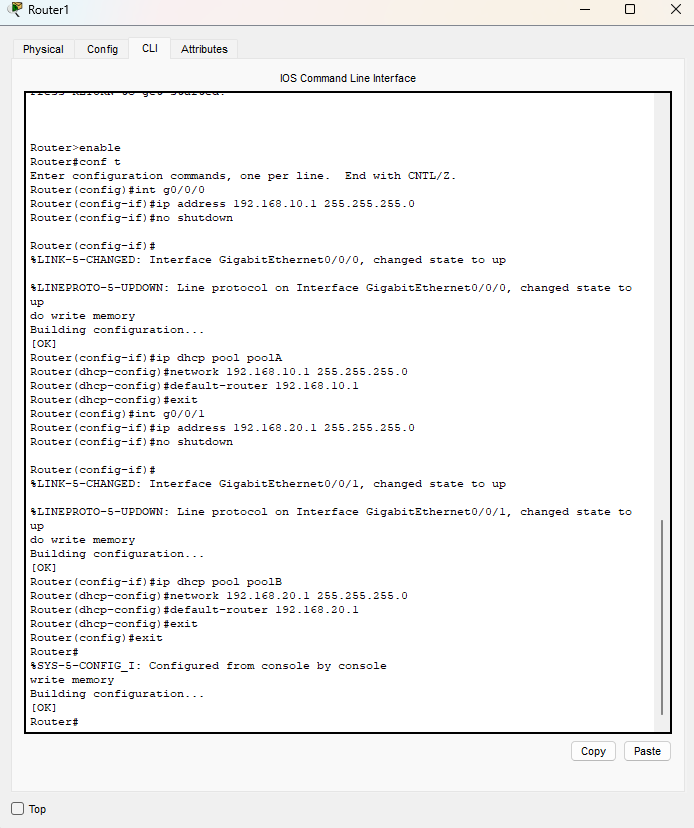 Router1
Physical Config CLI Attributes
IOS Command Line Interface
Router>enable
Router#conf t
Enter configuration commands, one per line.  End with CNTL/Z.
Router(config)#int g0/0/0
Router(config-if)#ip address 192.168.10.1 255.255.255.0
Router(config-if)#no shutdown
Router(config-if)#
%LINK-5-CHANGED: Interface GigabitEthernet0/0/0, changed state to up
%LINEPROTO-5-UPDOWN: Line protocol on Interface GigabitEthernet0/0/0, changed state to
up
do write memory
Building configuration...
[OK]
Router(config-if)#ip dhcp pool poolA
Router(dhcp-config)#network 192.168.10.1 255.255.255.0
Router(dhcp-config)#default-router 192.168.10.1
Router(dhcp-config)#exit
Router(config)#int g0/0/1
Router(config-if)#ip address 192.168.20.1 255.255.255.0
Router(config-if)#no shutdown
Router(config-if)#
%LINK-5-CHANGED: Interface GigabitEthernet0/0/1, changed state to up
%LINEPROTO-5-UPDOWN: Line protocol on Interface GigabitEthernet0/0/1, changed state to
up
do write memory
Building configuration...
[OK]
Router(config-if)#ip dhcp pool poolB
Router(dhcp-config)#network 192.168.20.1 255.255.255.0
Router(dhcp-config)#default-router 192.168.20.1
Router(dhcp-config)#exit
Router(config)#exit
Router#
%SYS-5-CONFIG_I: Configured from console by console
write memory
Building configuration...
[OK]
Router#
Copy Paste
Top